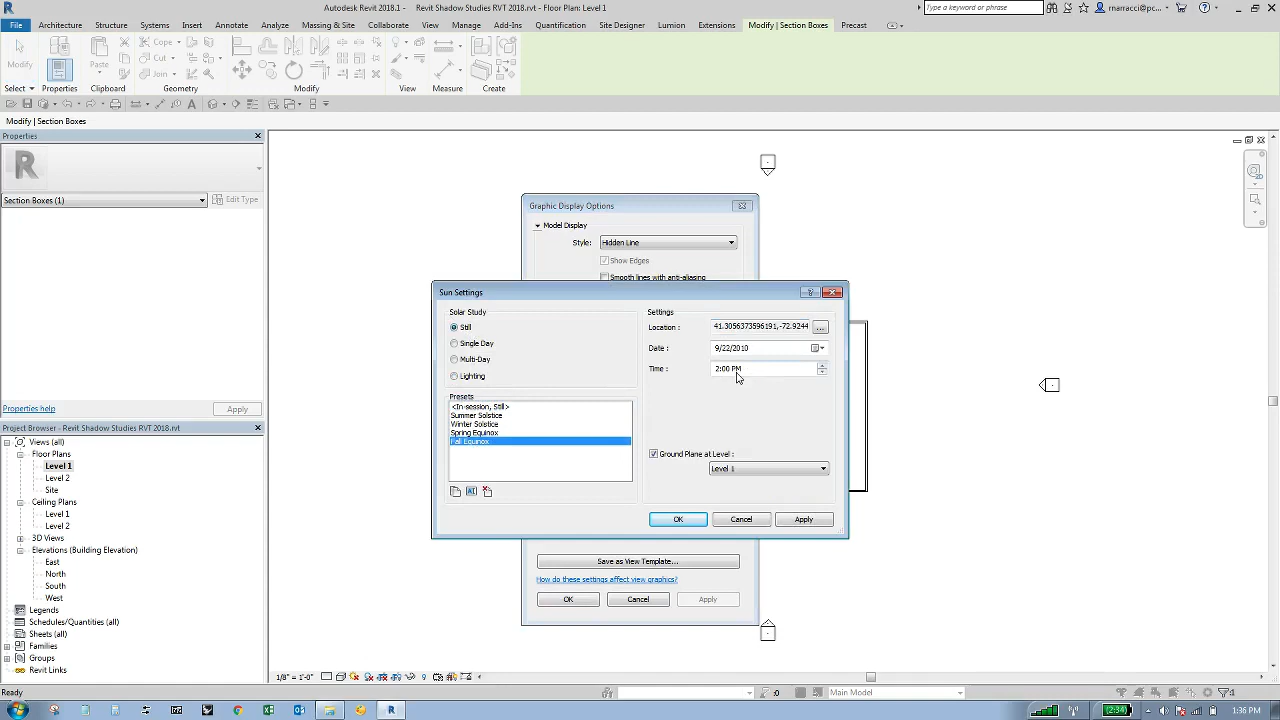 Autodesk Revit 2018.1 - Revit Shadow Studies RVT 2018.rvt - Floor Plan: Level 1
Type a keyword or phrase
rnarracci@pc...
File Architecture Structure Systems Insert Annotate Analyze Massing & Site Collaborate View Manage Add-Ins Quantification Site Designer Lumion Modify | Section Boxes Precast
Modify
Paste
Cope
Cut
Join
Select Properties Clipboard Geometry Modify View Measure Create
Modify | Section Boxes
Properties
Section Boxes (1)
Edit Type
Properties help
Apply
Project Browser - Revit Shadow Studies RVT 2018.rvt
Views (all)
Floor Plans
Level 1
Level 2
Site
Ceiling Plans
Level 1
Level 2
3D Views
Elevations (Building Elevation)
East
North
South
West
Legends
Schedules/Quantities (all)
Sheets (all)
Families
Groups
Revit Links
Graphic Display Options
Model Display
Style: Hidden Line
Show Edges
Smooth lines with anti-aliasing
Sun Settings
Solar Study
Still
Single Day
Multi-Day
Lighting
Presets
<In-session, Still>
Summer Solstice
Winter Solstice
Spring Equinox
Fall Equinox
Settings
Location : 41.3056373596191,-72.9244 ...
Date : 9/22/2010
Time : 2:00 PM
Ground Plane at Level :
Level 1
OK Cancel Apply
Save as View Template...
How do these settings affect view graphics?
OK Cancel Apply
1/8" = 1'-0"
Ready
:0
Main Model
:4
(2:34)
1:36 PM